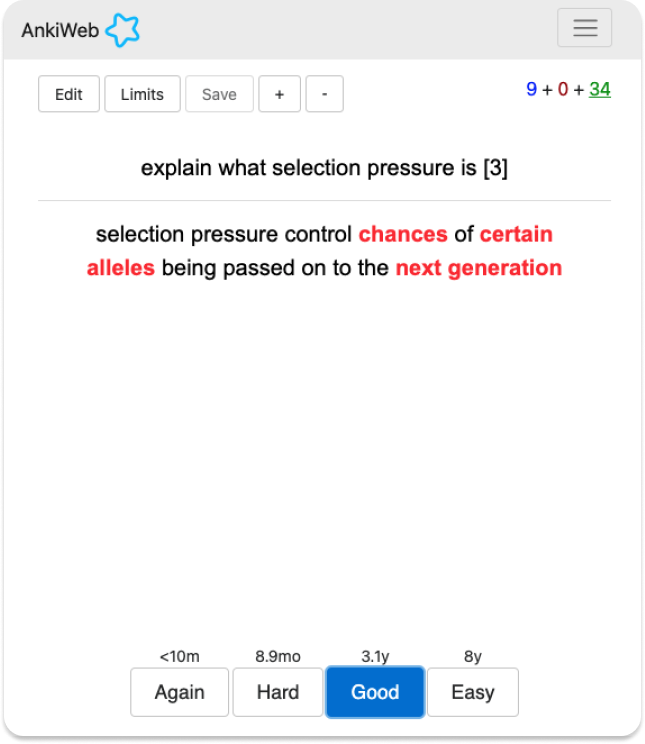 AnkiWeb
Edit Limits Save + - 9 + 0 + 34
explain what selection pressure is [3]
selection pressure control chances of certain
alleles being passed on to the next generation
<10m 8.9mo 3.1y 8y
Again Hard Good Easy